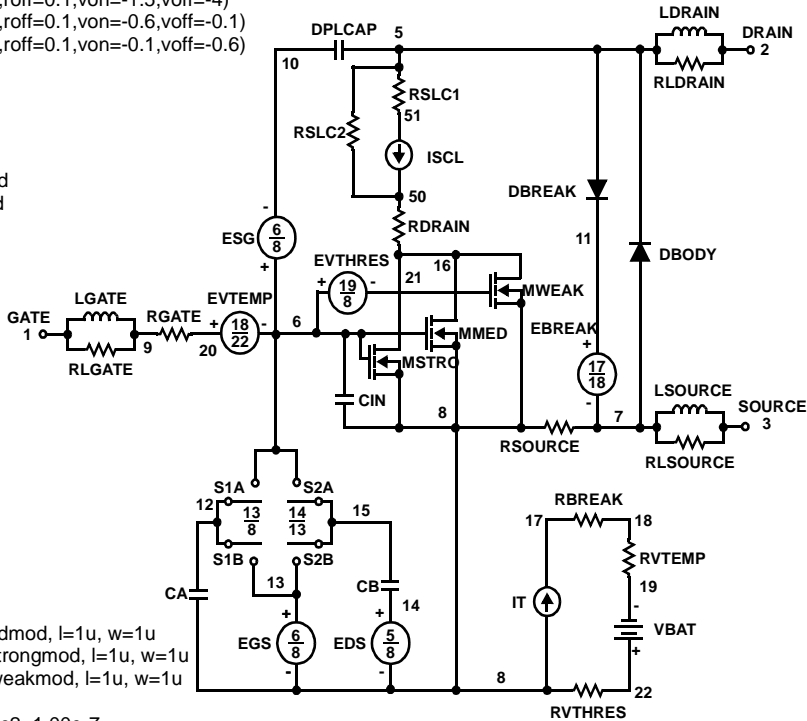 ,roff=0.1,von=-1.5,voff=-4)
,roff=0.1,von=-0.6,voff=-0.1)
,roff=0.1,von=-0.1,voff=-0.6)
LDRAIN
DPLCAP
5
DRAIN
2
10
RLDRAIN
RSLC1
51
RSLC2
ISCL
d
d
50
DBREAK
RDRAIN
-
ESG
6
8
+
11
DBODY
EVTHRES
16
21
+
19
8
-
MWEAK
LGATE
EVTEMP
GATE
1
RGATE
+
18
22
-
6
MMED
EBREAK
+
9
20
MSTRO
RLGATE
17
18
-
CIN
LSOURCE
8
7
SOURCE
3
RSOURCE
RLSOURCE
S1A
S2A
12
13
8
14
13
15
RBREAK
17
18
S1B
S2B
RVTEMP
13
CB
CA
19
IT
14
-
+
+
VBAT
EGS
6
8
EDS
5
8
+
-
-
8
22
RVTHRES
dmod, l=1u, w=1u
rongmod, l=1u, w=1u
veakmod, l=1u, w=1u